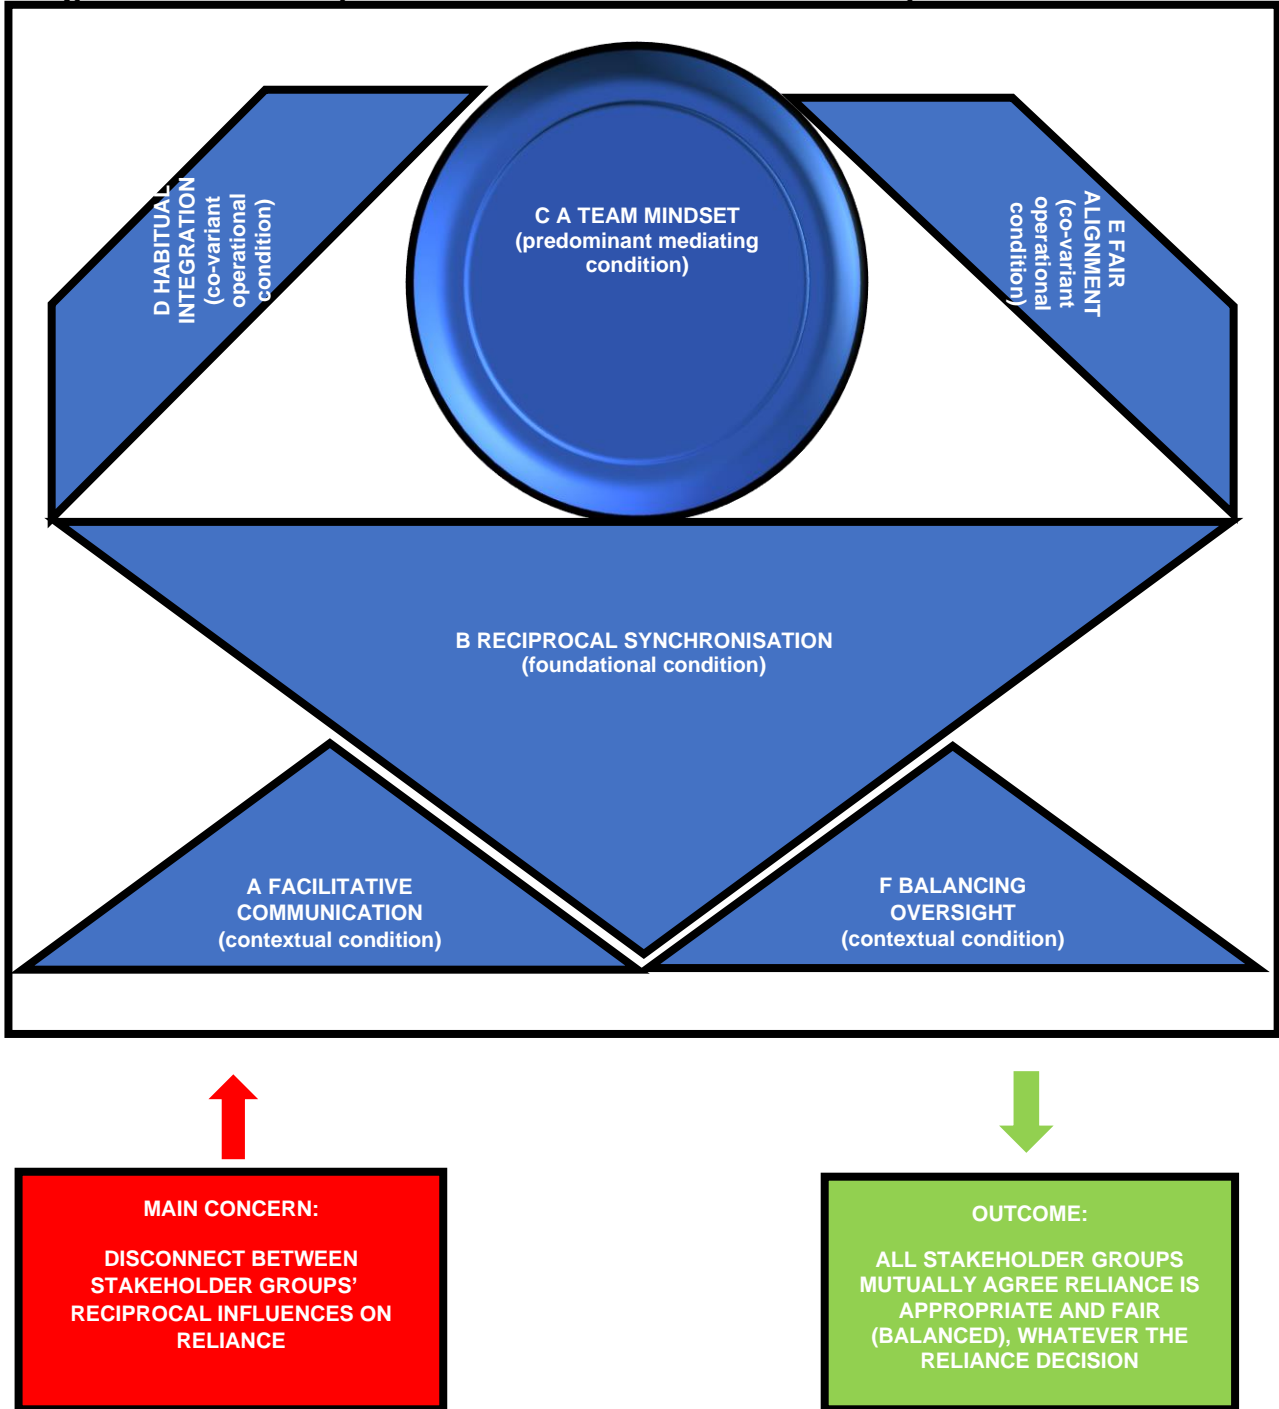 D HABITUAL
INTEGRATION
(co-variant
operational
condition)
C A TEAM MINDSET
(predominant mediating
condition)
E FAIR
ALIGNMENT
(co-variant
operational
condition)
B RECIPROCAL SYNCHRONISATION
(foundational condition)
A FACILITATIVE
COMMUNICATION
(contextual condition)
F BALANCING
OVERSIGHT
(contextual condition)
MAIN CONCERN:
DISCONNECT BETWEEN
STAKEHOLDER GROUPS’
RECIPROCAL INFLUENCES ON
RELIANCE
OUTCOME:
ALL STAKEHOLDER GROUPS
MUTUALLY AGREE RELIANCE IS
APPROPRIATE AND FAIR
(BALANCED), WHATEVER THE
RELIANCE DECISION